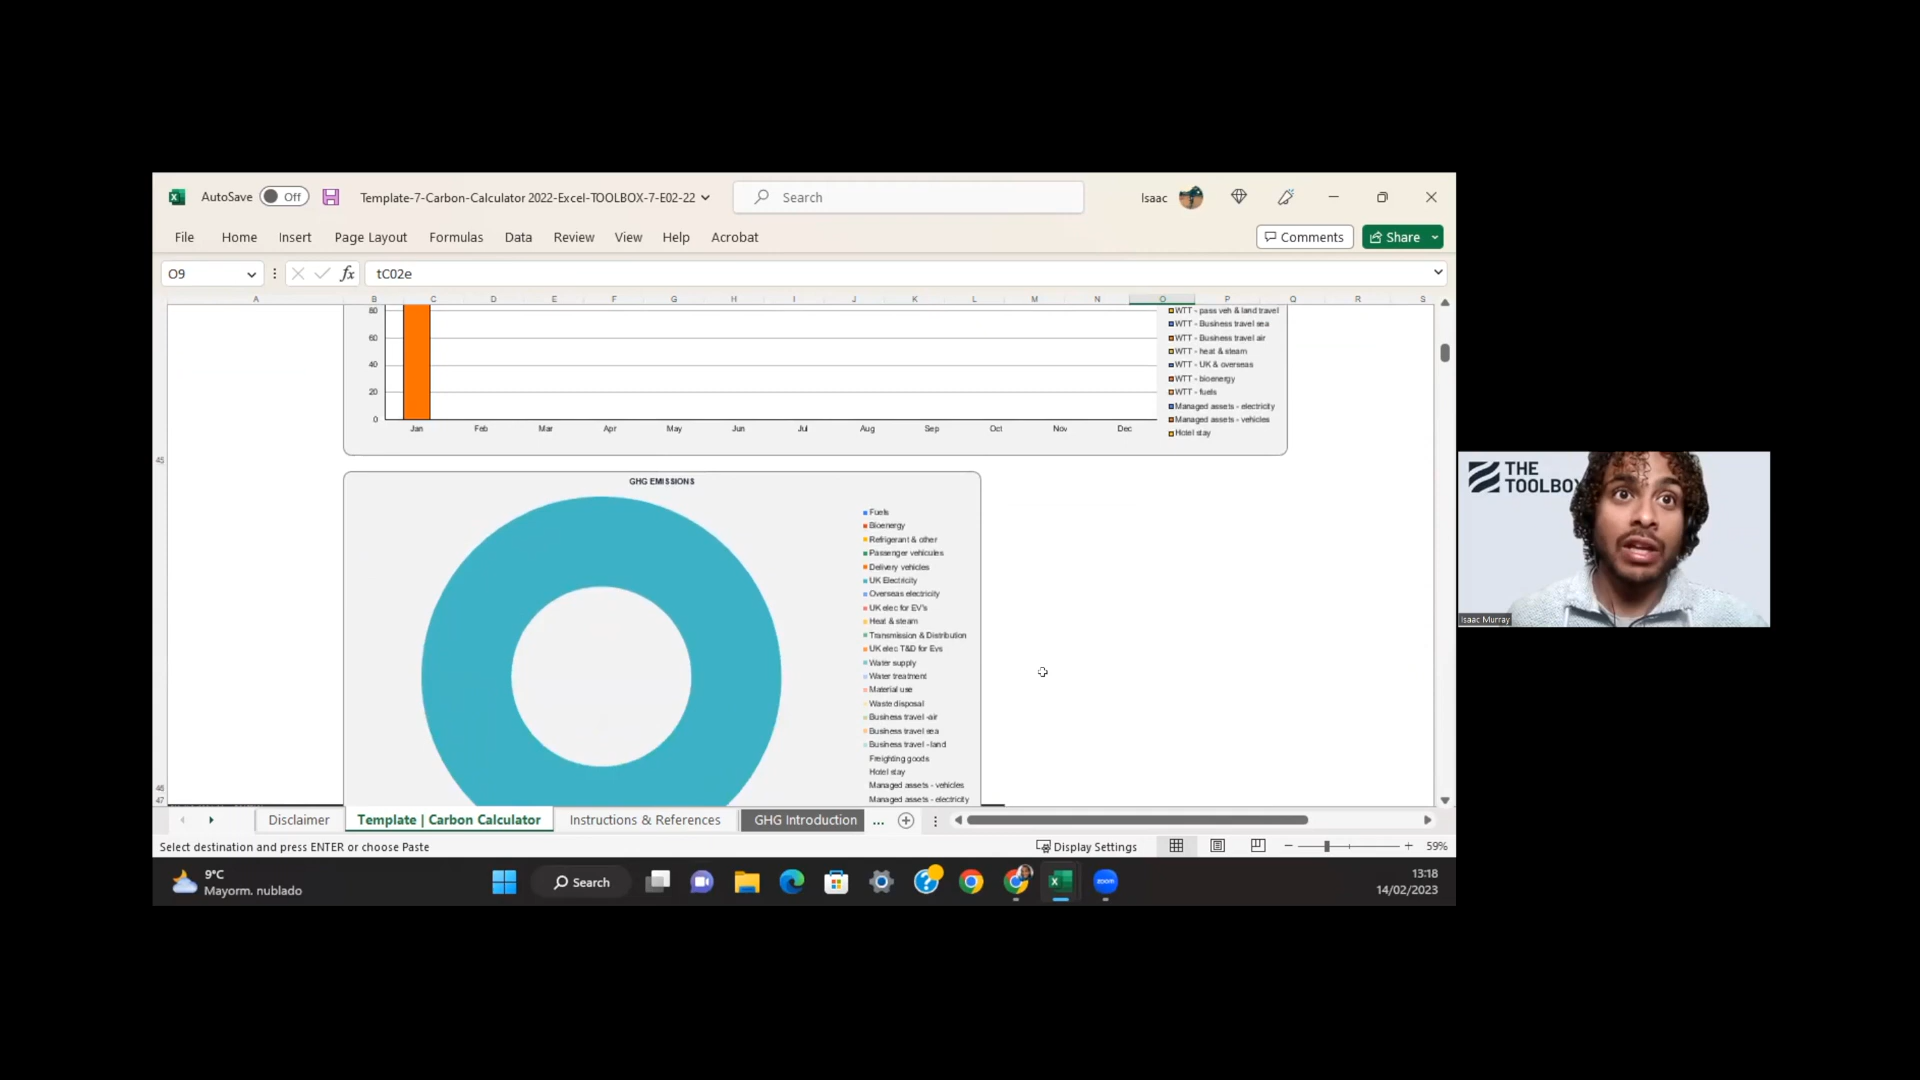 AutoSave Off Template-7-Carbon-Calculator 2022-Excel-TOOLBOX-7-E02-22 Search Isaac
File Home Insert Page Layout Formulas Data Review View Help Acrobat Comments Share
O9 fx tC02e
A B C D E F G H I J K L M N O P Q R S
80
60
40
20
0
Jan Feb Mar Apr May Jun Jul Aug Sep Oct Nov Dec
WTT - pass veh & land travel
WTT - Business travel sea
WTT - Business travel air
WTT - heat & steam
WTT - UK & overseas
WTT - bioenergy
WTT - fuels
Managed assets - electricity
Managed assets - vehicles
Hotel stay
45
GHG EMISSIONS
Fuels
Bioenergy
Refrigerant & other
Passenger vehicules
Delivery vehicles
UK Electricity
Overseas electricity
UK elec for EV's
Heat & steam
Transmission & Distribution
UK elec T&D for Evs
Water supply
Water treatment
Material use
Waste disposal
Business travel -air
Business travel sea
Business travel -land
Freighting goods
Hotel stay
Managed assets - vehicles
Managed assets - electricity
46
47
Disclaimer Template | Carbon Calculator Instructions & References GHG Introduction ...
Select destination and press ENTER or choose Paste Display Settings 59%
9°C
Mayorm. nublado
Search
zoom
13:18
14/02/2023
THE
TOOLBOX
Isaac Murray